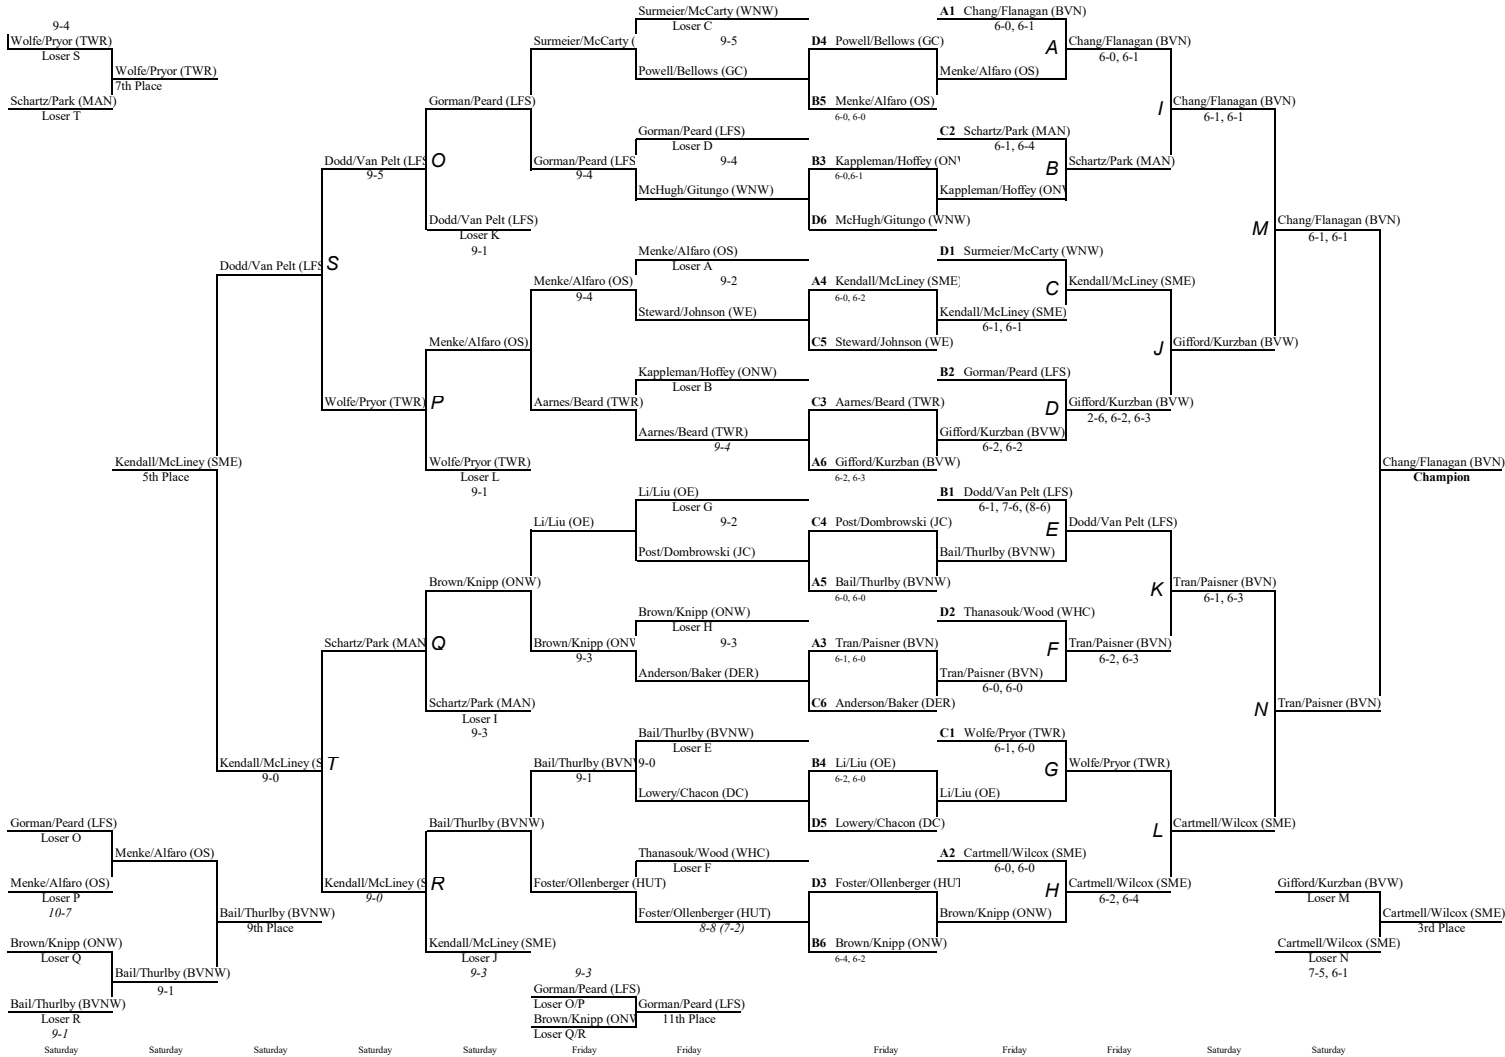 9-4
Wolfe/Pryor (TWR)
Loser S
Wolfe/Pryor (TWR)
7th Place
Schartz/Park (MAN)
Loser T
Kendall/McLiney (SME)
5th Place
Gorman/Peard (LFS)
Loser O
Menke/Alfaro (OS)
Menke/Alfaro (OS)
Loser P
10-7
Bail/Thurlby (BVNW)
9th Place
Brown/Knipp (ONW)
Loser Q
Bail/Thurlby (BVNW)
9-1
Bail/Thurlby (BVNW)
Loser R
9-1
Dodd/Van Pelt (LFS
S
Kendall/McLiney (S
9-0
T
Dodd/Van Pelt (LFS
9-5
O
Wolfe/Pryor (TWR)
P
Schartz/Park (MAN
Q
Kendall/McLiney (S
9-0
R
Gorman/Peard (LFS)
Dodd/Van Pelt (LFS)
Loser K
9-1
Menke/Alfaro (OS)
Wolfe/Pryor (TWR)
Loser L
9-1
Brown/Knipp (ONW)
Schartz/Park (MAN)
Loser I
9-3
Bail/Thurlby (BVNW)
Kendall/McLiney (SME)
Loser J
9-3
Surmeier/McCarty (
Gorman/Peard (LFS
9-4
Menke/Alfaro (OS)
9-4
Aarnes/Beard (TWR)
Li/Liu (OE)
Brown/Knipp (ONW
9-3
Bail/Thurlby (BVNW
9-1
Foster/Ollenberger (HUT)
9-3
Gorman/Peard (LFS)
Loser O/P
Gorman/Peard (LFS)
11th Place
Brown/Knipp (ONW
Loser Q/R
Surmeier/McCarty (WNW)
Loser C
9-5
Powell/Bellows (GC)
Gorman/Peard (LFS)
Loser D
9-4
McHugh/Gitungo (WNW)
Menke/Alfaro (OS)
Loser A
9-2
Steward/Johnson (WE)
Kappleman/Hoffey (ONW)
Loser B
Aarnes/Beard (TWR)
9-4
Li/Liu (OE)
Loser G
9-2
Post/Dombrowski (JC)
Brown/Knipp (ONW)
Loser H
9-3
Anderson/Baker (DER)
Bail/Thurlby (BVNW)
Loser E
9-0
Lowery/Chacon (DC)
Thanasouk/Wood (WHC)
Loser F
Foster/Ollenberger (HUT)
8-8 (7-2)
D4 Powell/Bellows (GC)
B5 Menke/Alfaro (OS)
6-0, 6-0
B3 Kappleman/Hoffey (ONW
6-0,6-1
D6 McHugh/Gitungo (WNW)
A4 Kendall/McLiney (SME)
6-0, 6-2
C5 Steward/Johnson (WE)
C3 Aarnes/Beard (TWR)
A6 Gifford/Kurzban (BVW)
6-2, 6-3
C4 Post/Dombrowski (JC)
A5 Bail/Thurlby (BVNW)
6-0, 6-0
A3 Tran/Paisner (BVN)
6-1, 6-0
C6 Anderson/Baker (DER)
B4 Li/Liu (OE)
6-2, 6-0
D5 Lowery/Chacon (DC)
D3 Foster/Ollenberger (HUT
B6 Brown/Knipp (ONW)
6-4, 6-2
A1 Chang/Flanagan (BVN)
6-0, 6-1
A
Menke/Alfaro (OS)
C2 Schartz/Park (MAN)
6-1, 6-4
B
Kappleman/Hoffey (ONW
D1 Surmeier/McCarty (WNW)
C
Kendall/McLiney (SME)
6-1, 6-1
B2 Gorman/Peard (LFS)
D
Gifford/Kurzban (BVW)
6-2, 6-2
B1 Dodd/Van Pelt (LFS)
6-1, 7-6, (8-6)
E
Bail/Thurlby (BVNW)
D2 Thanasouk/Wood (WHC)
F
Tran/Paisner (BVN)
6-0, 6-0
C1 Wolfe/Pryor (TWR)
6-1, 6-0
G
Li/Liu (OE)
A2 Cartmell/Wilcox (SME)
6-0, 6-0
H
Brown/Knipp (ONW)
Chang/Flanagan (BVN)
6-0, 6-1
I
Schartz/Park (MAN)
Kendall/McLiney (SME)
J
Gifford/Kurzban (BVW)
2-6, 6-2, 6-3
Dodd/Van Pelt (LFS)
K
Tran/Paisner (BVN)
6-2, 6-3
Wolfe/Pryor (TWR)
L
Cartmell/Wilcox (SME)
6-2, 6-4
Chang/Flanagan (BVN)
6-1, 6-1
M
Gifford/Kurzban (BVW)
Tran/Paisner (BVN)
6-1, 6-3
N
Cartmell/Wilcox (SME)
Chang/Flanagan (BVN)
6-1, 6-1
Tran/Paisner (BVN)
Chang/Flanagan (BVN)
Champion
Gifford/Kurzban (BVW)
Loser M
Cartmell/Wilcox (SME)
3rd Place
Cartmell/Wilcox (SME)
Loser N
7-5, 6-1
Saturday Saturday Saturday Saturday Saturday Friday Friday Friday Friday Friday Saturday Saturday